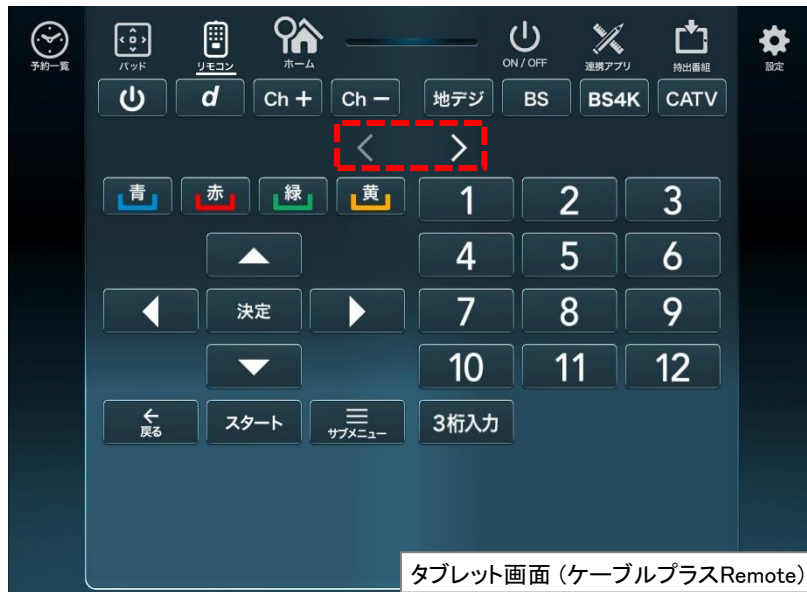 予約一覧 パッド リモコン ホーム ON / OFF 連携アプリ 持出番組 設定
d Ch + Ch − 地デジ BS BS4K CATV
< >
青 赤 緑 黄 1 2 3
4 5 6
決定 7 8 9
10 11 12
戻る スタート サブメニュー 3桁入力
タブレット画面 (ケーブルプラスRemote)